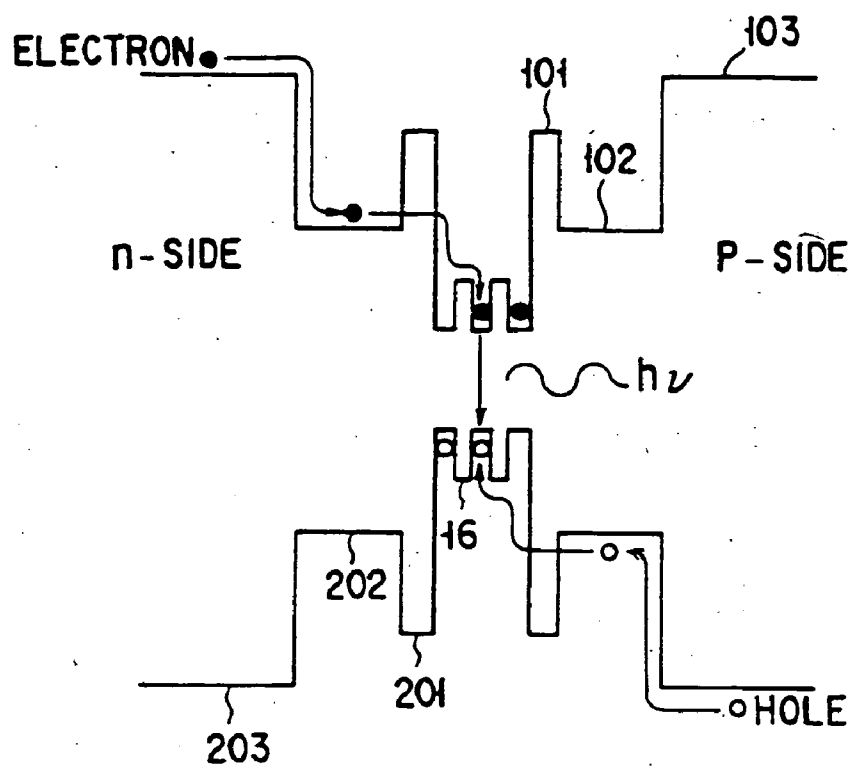 103
ELECTRON
101
102
n-SIDE
P-SIDE
hν
16
202
201
HOLE
203